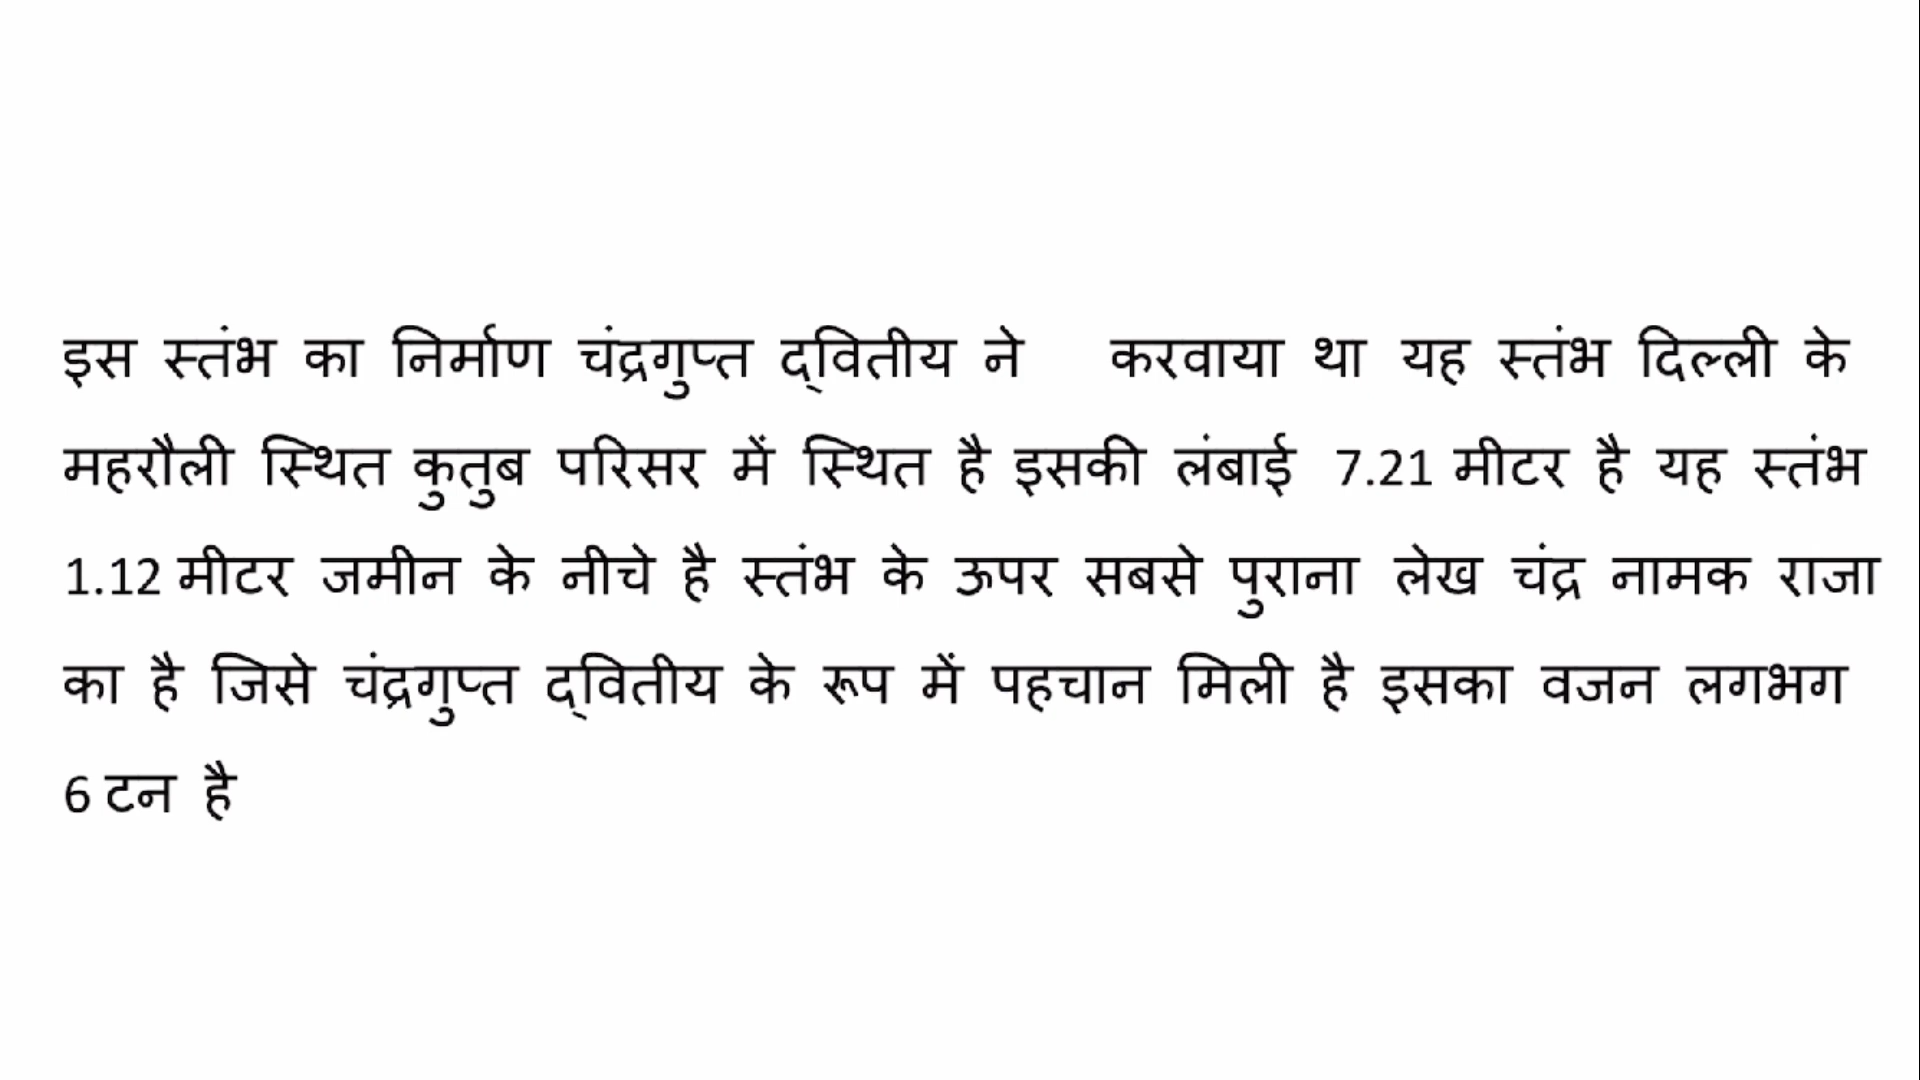 इस स्तंभ का निर्माण चंद्रगुप्त द्वितीय ने करवाया था यह स्तंभ दिल्ली के
महरौली स्थित कुतुब परिसर में स्थित है इसकी लंबाई 7.21 मीटर है यह स्तंभ
1.12 मीटर जमीन के नीचे है स्तंभ के ऊपर सबसे पुराना लेख चंद्र नामक राजा
का है जिसे चंद्रगुप्त द्वितीय के रूप में पहचान मिली है इसका वजन लगभग
6 टन है